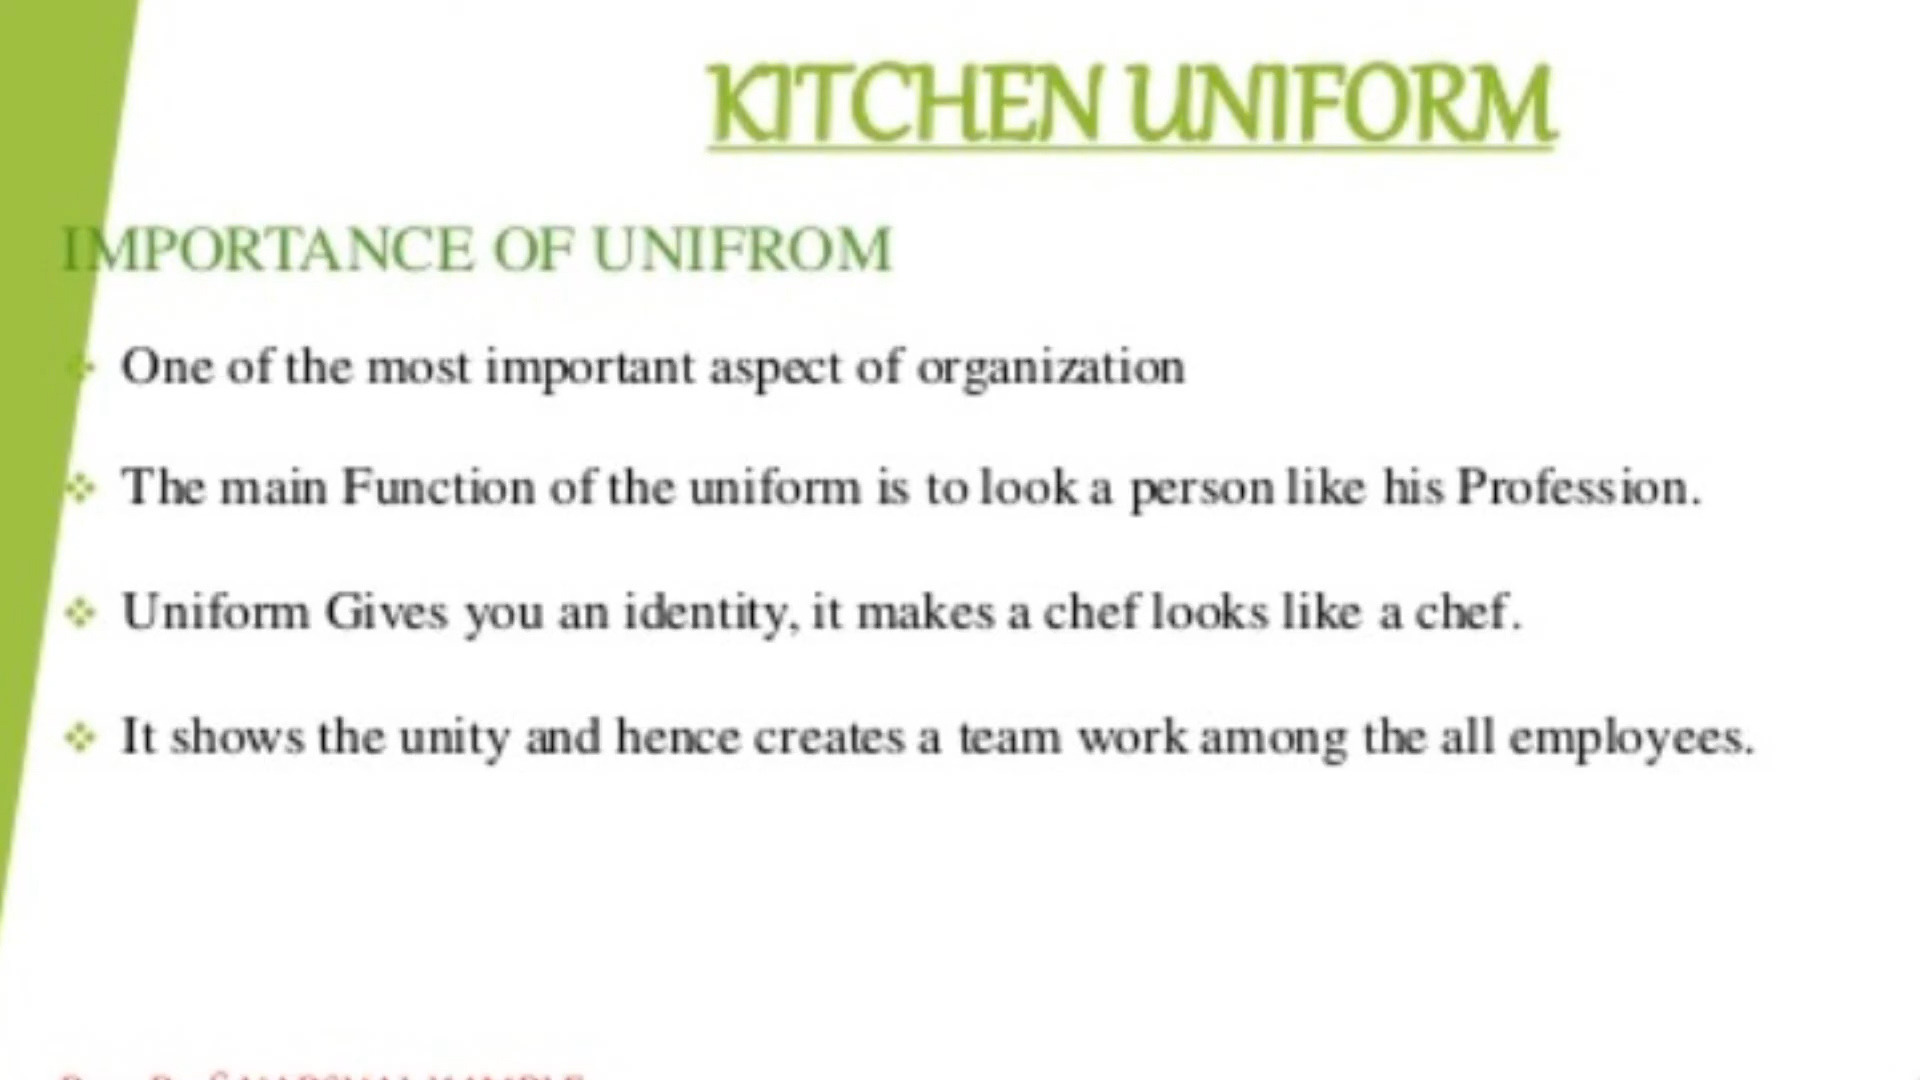 KITCHEN UNIFORM
IMPORTANCE OF UNIFROM
One of the most important aspect of organization
The main Function of the uniform is to look a person like his Profession.
Uniform Gives you an identity, it makes a chef looks like a chef.
It shows the unity and hence creates a team work among the all employees.